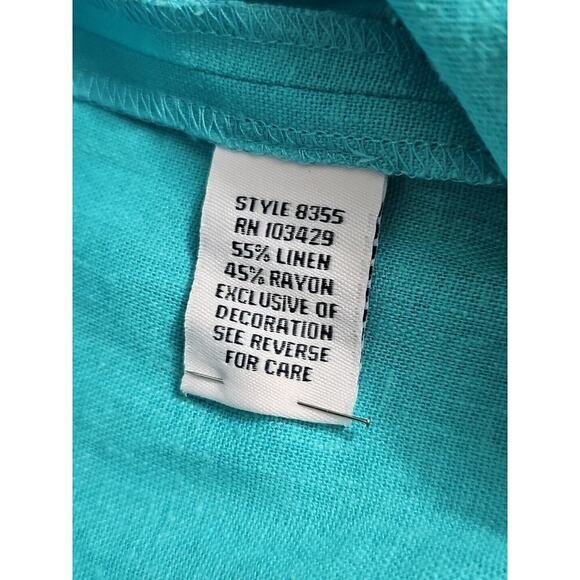 STYLE 8355
RN 103429
55% LINEN
45% RAYON
EXCLUSIVE OF
DECORATION
SEE REVERSE
FOR CARE